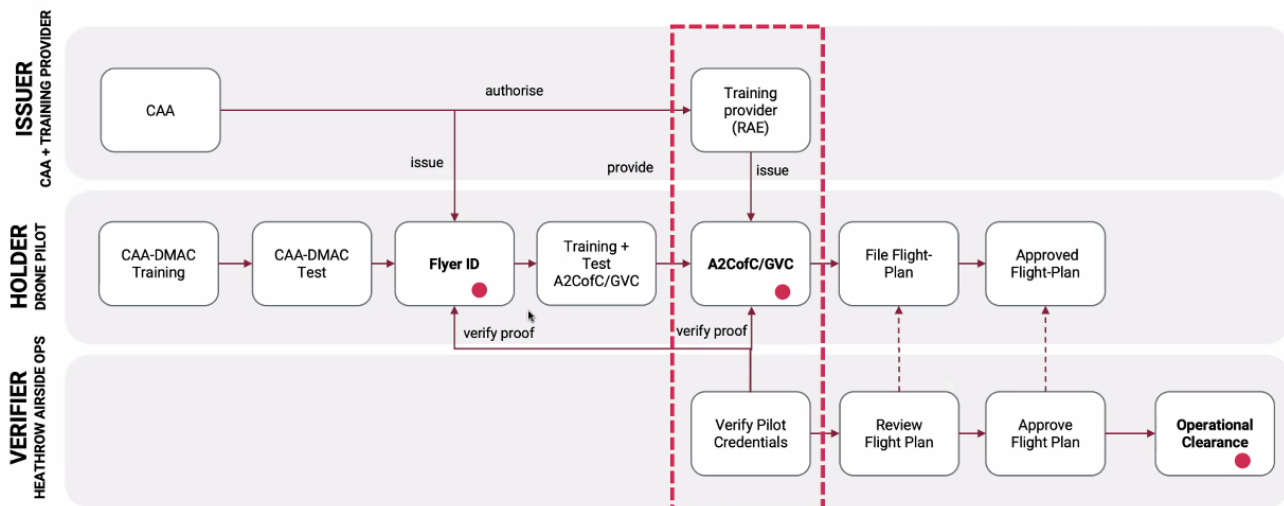 ISSUER
CAA + TRAINING PROVIDER
CAA
authorise
Training
provider
(RAE)
issue
provide
issue
HOLDER
DRONE PILOT
CAA-DMAC
Training
CAA-DMAC
Test
Flyer ID
Training +
Test
A2CofC/GVC
A2CofC/GVC
File Flight-
Plan
Approved
Flight-Plan
verify proof
verify proof
VERIFIER
HEATHROW AIRSIDE OPS
Verify Pilot
Credentials
Review
Flight Plan
Approve
Flight Plan
Operational
Clearance